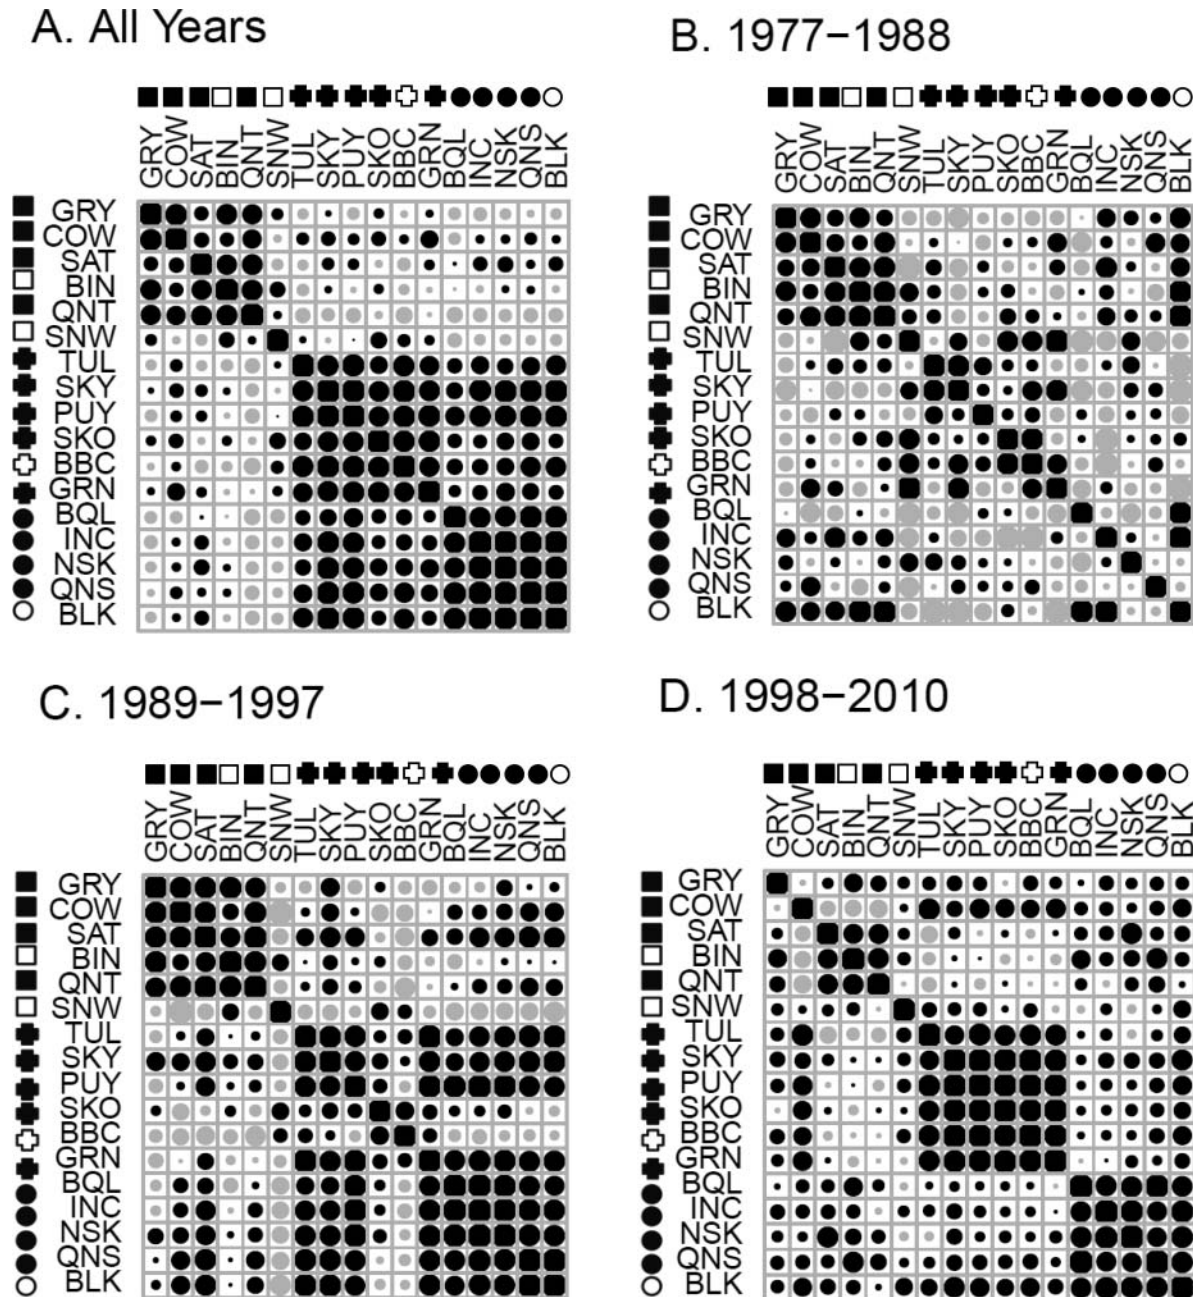 A. All Years
GRY COW SAT BIN QNT SNW TUL SKY PUY SKO BBC GRN BQL INC NSK QNS BLK
GRY
COW
SAT
BIN
QNT
SNW
TUL
SKY
PUY
SKO
BBC
GRN
BQL
INC
NSK
QNS
BLK
B. 1977−1988
GRY COW SAT BIN QNT SNW TUL SKY PUY SKO BBC GRN BQL INC NSK QNS BLK
GRY
COW
SAT
BIN
QNT
SNW
TUL
SKY
PUY
SKO
BBC
GRN
BQL
INC
NSK
QNS
BLK
C. 1989−1997
GRY COW SAT BIN QNT SNW TUL SKY PUY SKO BBC GRN BQL INC NSK QNS BLK
GRY
COW
SAT
BIN
QNT
SNW
TUL
SKY
PUY
SKO
BBC
GRN
BQL
INC
NSK
QNS
BLK
D. 1998−2010
GRY COW SAT BIN QNT SNW TUL SKY PUY SKO BBC GRN BQL INC NSK QNS BLK
GRY
COW
SAT
BIN
QNT
SNW
TUL
SKY
PUY
SKO
BBC
GRN
BQL
INC
NSK
QNS
BLK